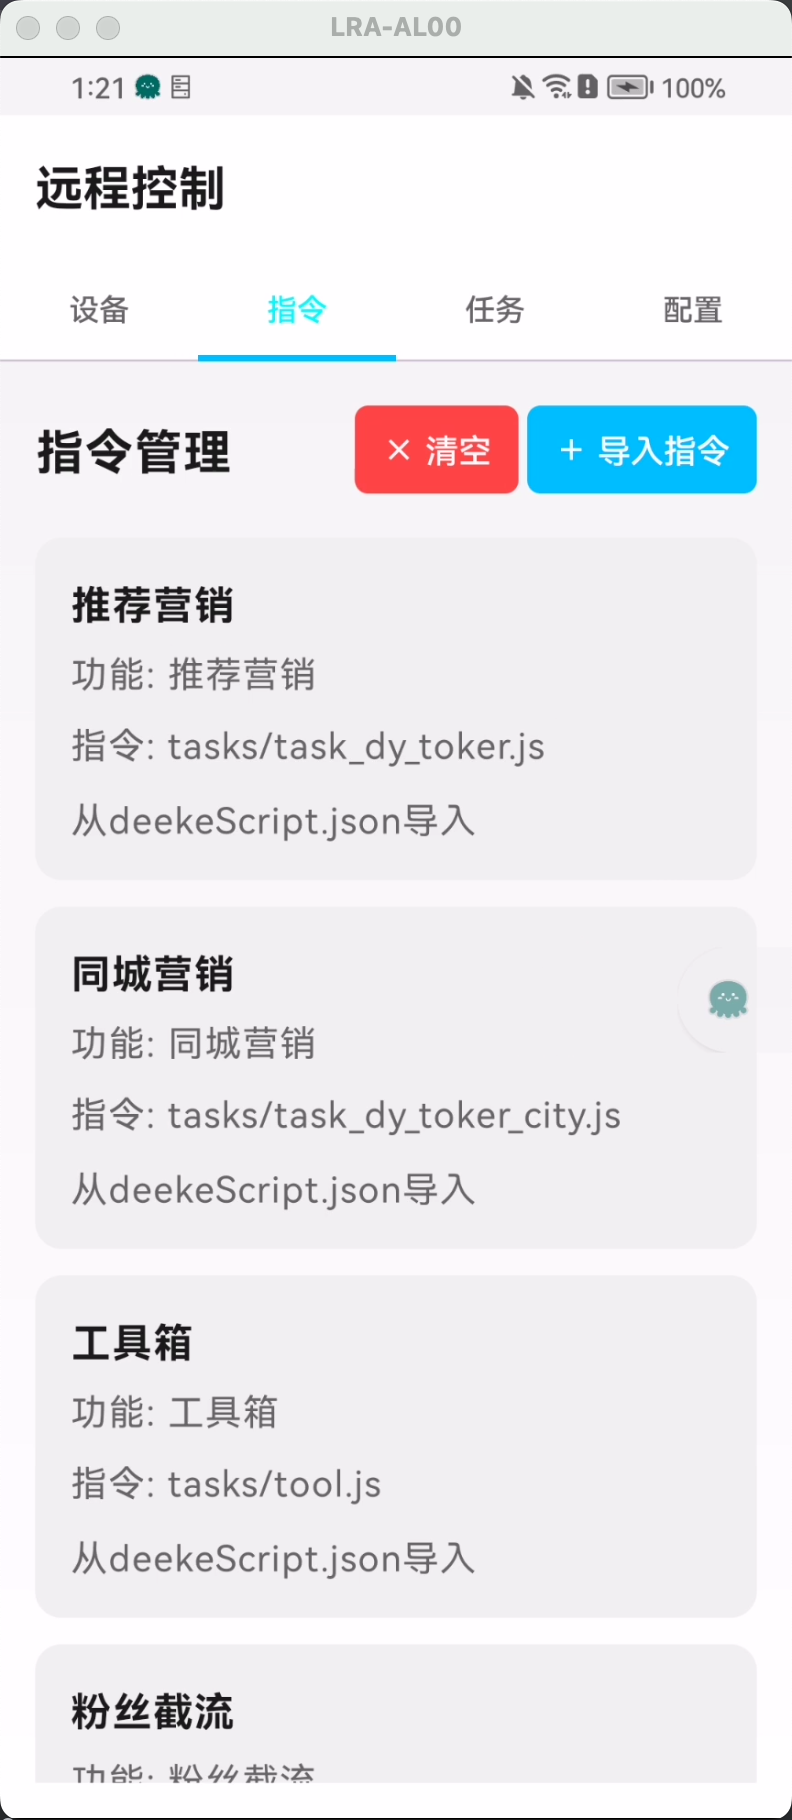 LRA-AL00
1:21 100%
远程控制
设备 指令 任务 配置
指令管理 × 清空 + 导入指令
推荐营销
功能: 推荐营销
指令: tasks/task_dy_toker.js
从deekeScript.json导入
同城营销
功能: 同城营销
指令: tasks/task_dy_toker_city.js
从deekeScript.json导入
工具箱
功能: 工具箱
指令: tasks/tool.js
从deekeScript.json导入
粉丝截流
功能: 粉丝截流